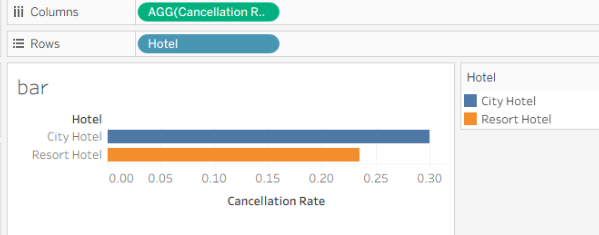 Columns
AGG(Cancellation R..
Rows
Hotel
bar
Hotel
City Hotel
Resort Hotel
0.00 0.05 0.10 0.15 0.20 0.25 0.30
Cancellation Rate
Hotel
City Hotel
Resort Hotel